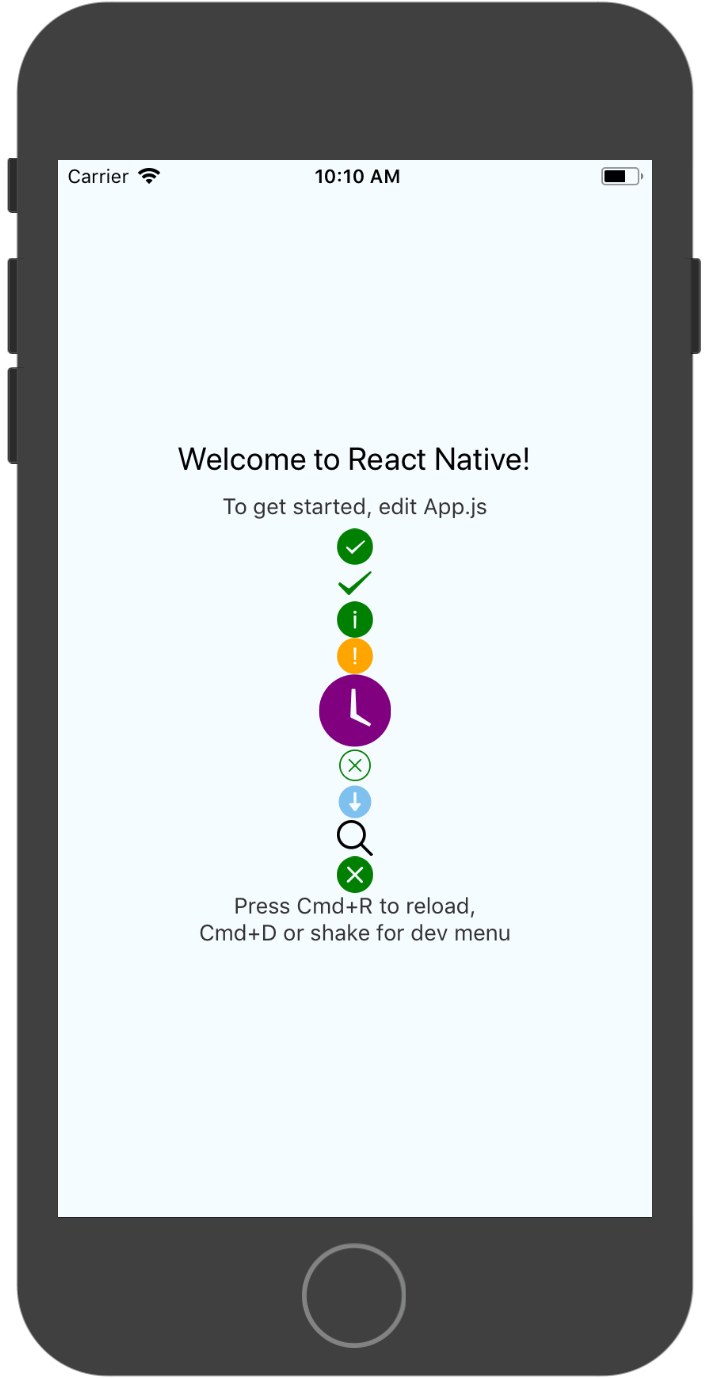 Carrier 10:10 AM
Welcome to React Native!
To get started, edit App.js
Press Cmd+R to reload,
Cmd+D or shake for dev menu